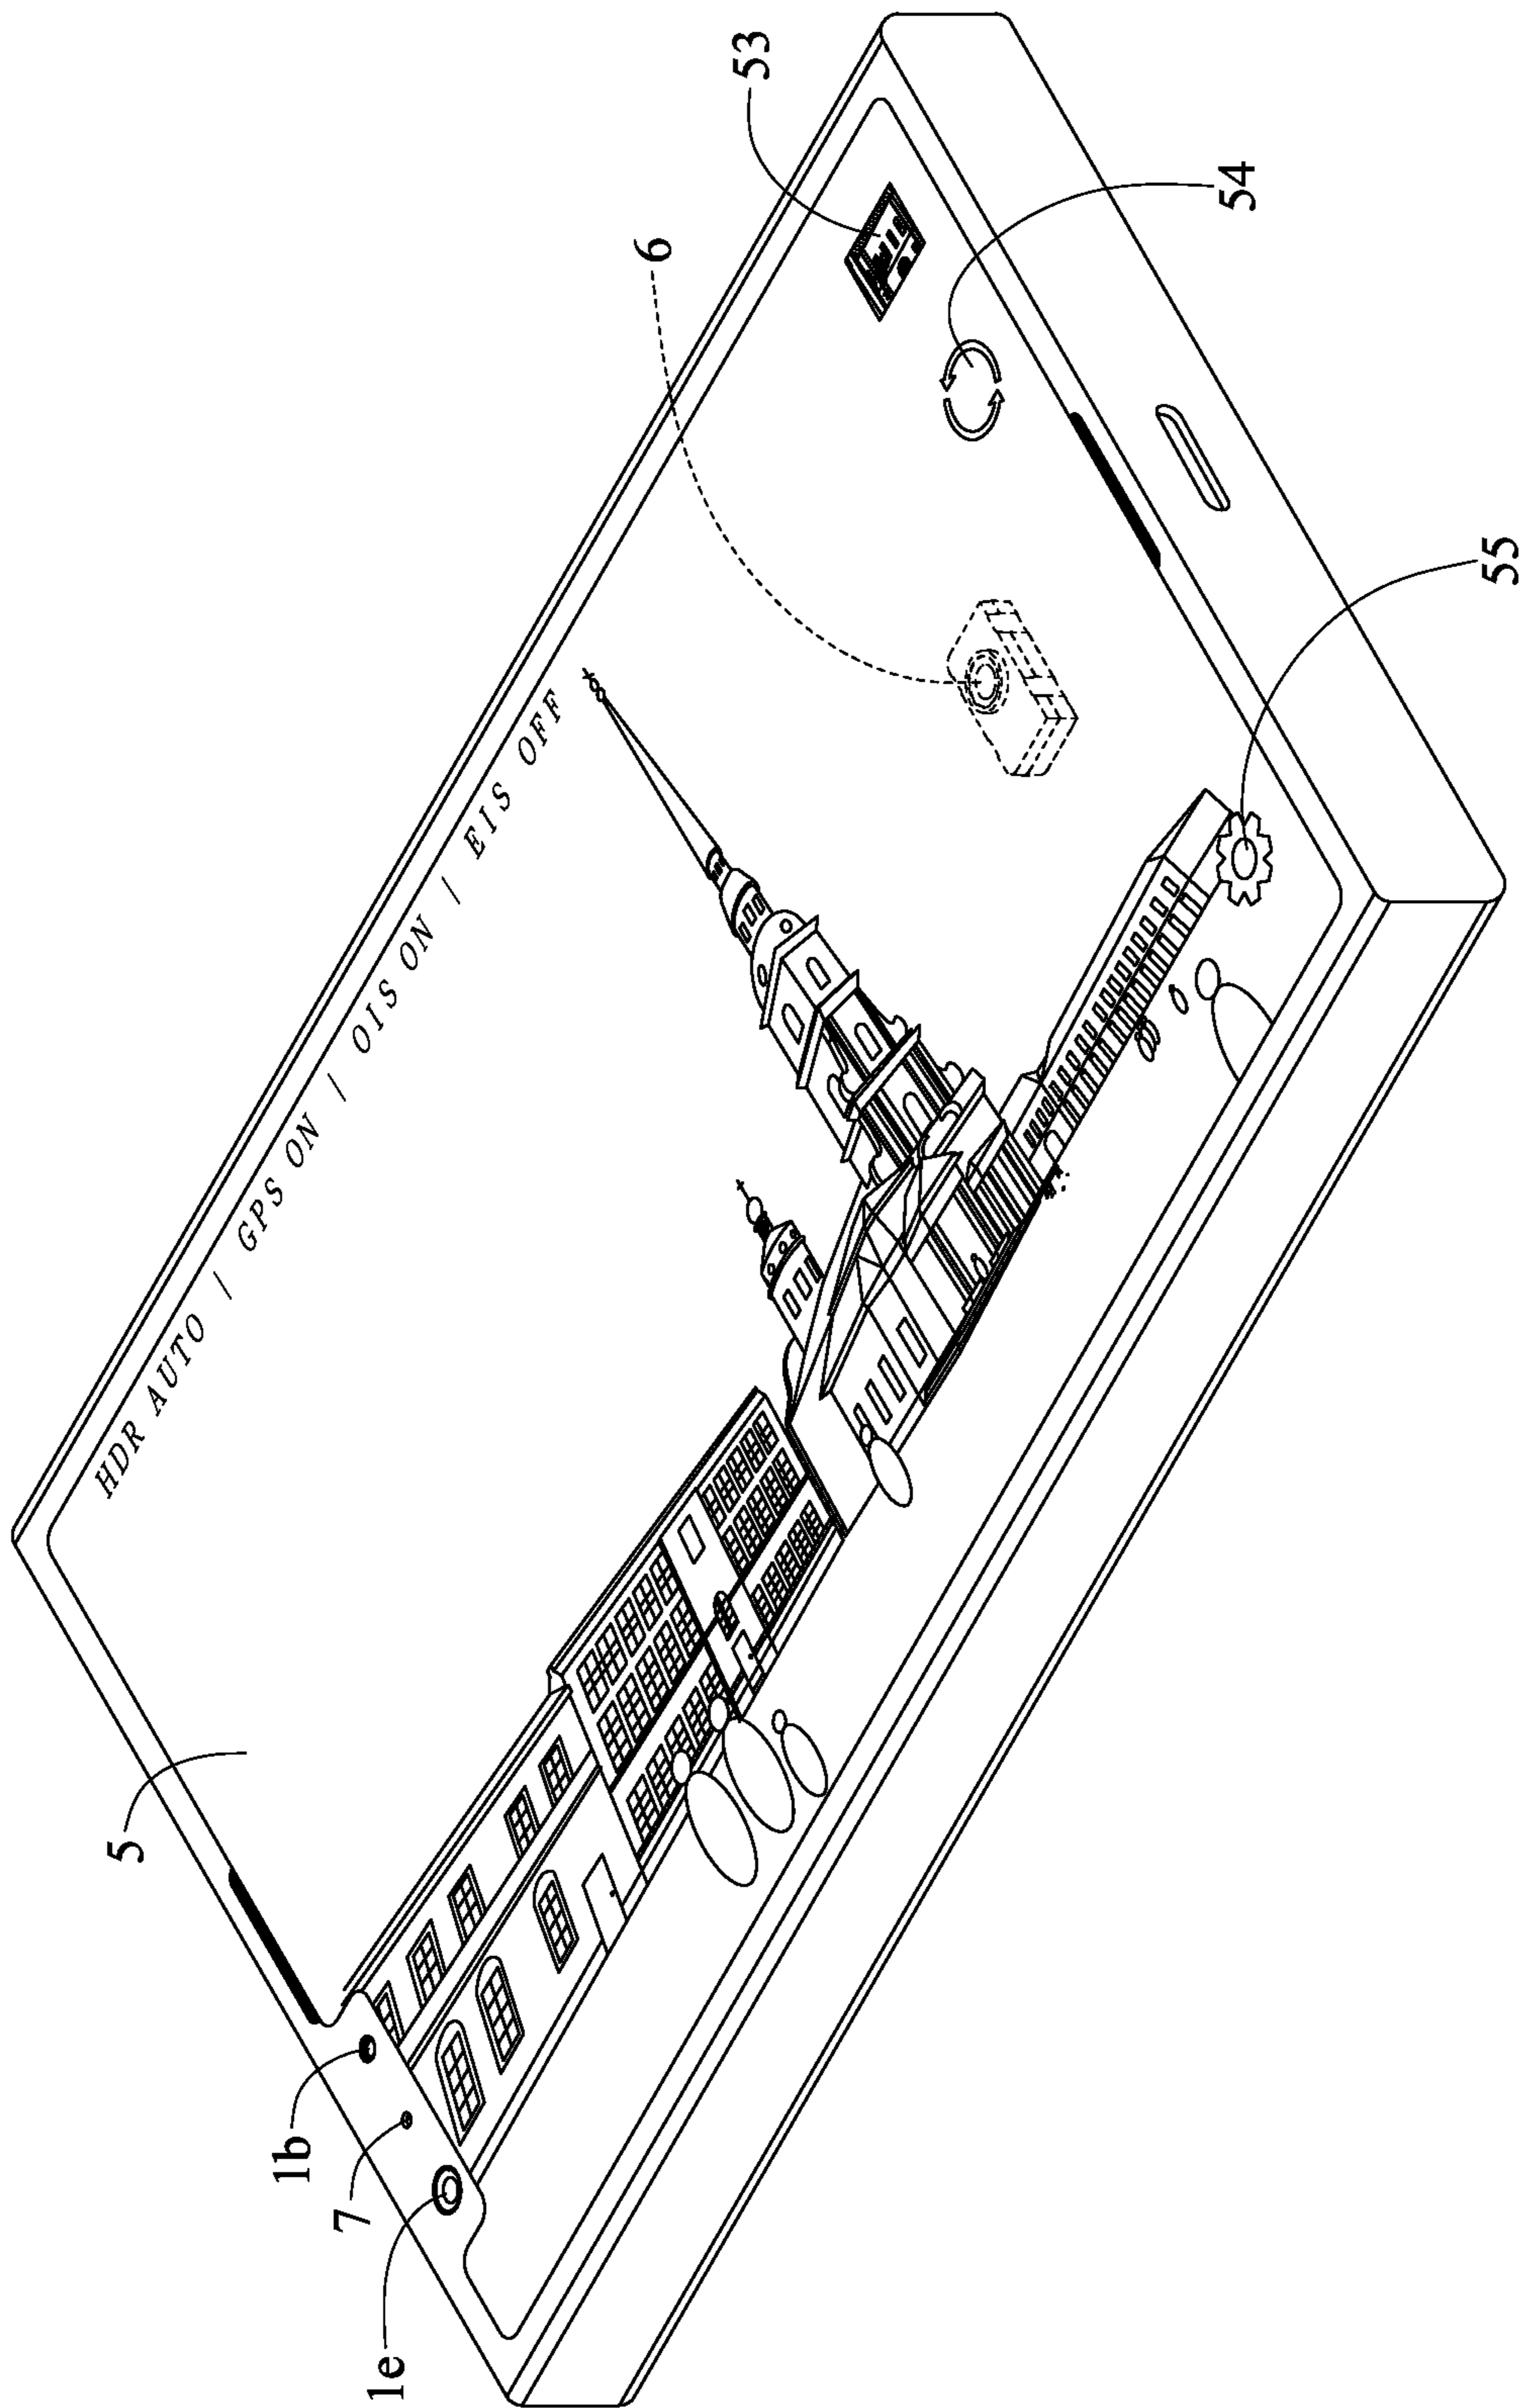 53
54
6
55
HDR AUTO / GPS ON / OIS ON / EIS OFF
5
1b
7
1e